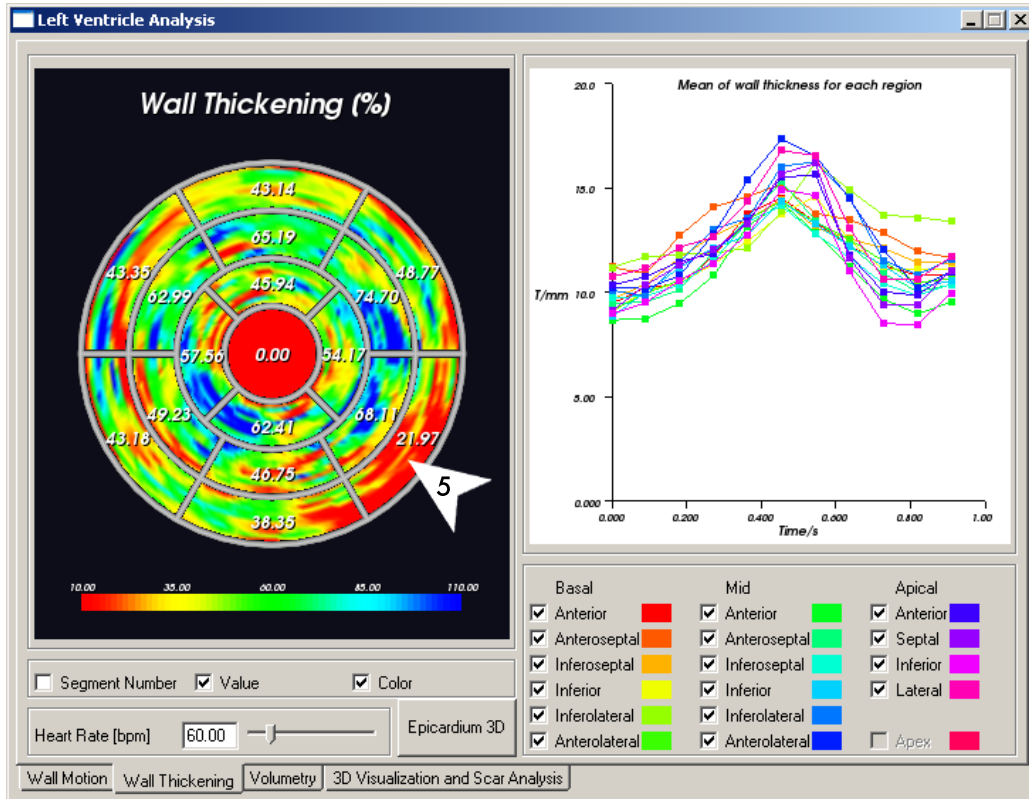 Left Ventricle Analysis
Wall Thickening (%)
43.14
65.19
43.35
48.77
62.99
74.70
45.94
57.56
0.00
54.17
49.23
68.11
43.18
62.41
21.97
46.75
5
38.35
10.00 35.00 60.00 85.00 110.00
Mean of wall thickness for each region
20.0
15.0
T/mm 10.0
5.00
0.000
0.000 0.200 0.400 0.600 0.800 1.00
Time/s
Segment Number Value Color
Heart Rate [bpm] 60.00 Epicardium 3D
Basal Mid Apical
Anterior Anterior Anterior
Anteroseptal Anteroseptal Septal
Inferoseptal Inferoseptal Inferior
Inferior Inferior Lateral
Inferolateral Inferolateral
Anterolateral Anterolateral Apex
Wall Motion Wall Thickening Volumetry 3D Visualization and Scar Analysis